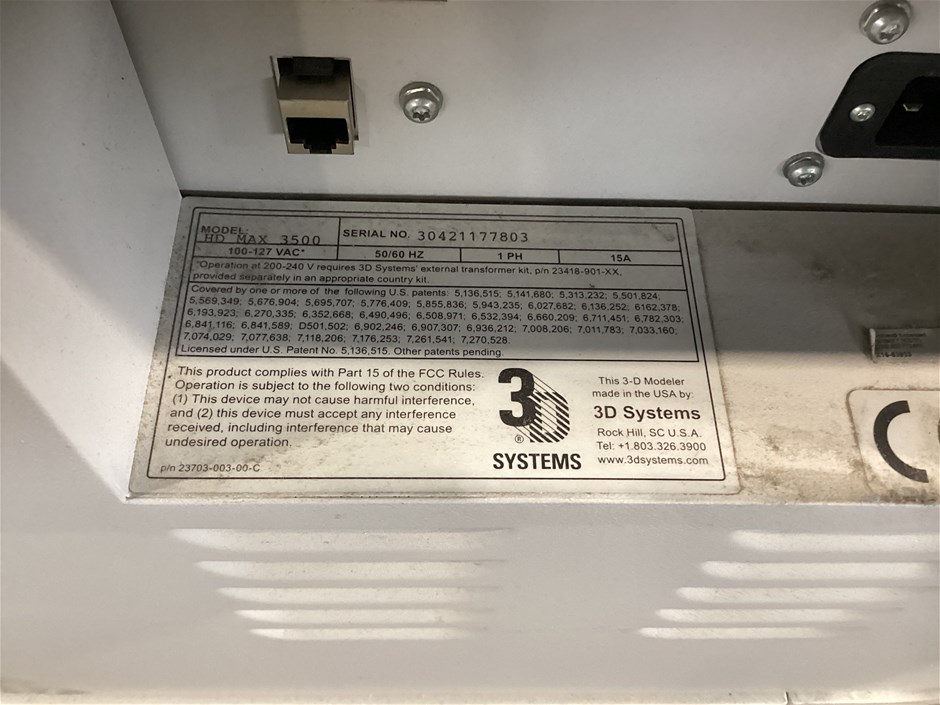 MODEL:
HD MAX 3500
SERIAL NO. 30421177803
100-127 VAC*
50/60 HZ
1 PH
15A
*Operation at 200-240 V requires 3D Systems' external transformer kit, p/n 23418-901-XX,
provided separately in an appropriate country kit.
Covered by one or more of the following U.S. patents: 5,136,515; 5,141,680; 5,313,232; 5,501,824;
5,569,349; 5,676,904; 5,695,707; 5,776,409; 5,855,836; 5,943,235; 6,027,682; 6,136,252; 6162,378;
6,193,923; 6,270,335; 6,352,668; 6,490,496; 6,508,971; 6,532,394; 6,660,209; 6,711,451; 6,782,303;
6,841,116; 6,841,589; D501,502; 6,902,246; 6,907,307; 6,936,212; 7,008,206; 7,011,783; 7,033,160;
7,074,029; 7,077,638; 7,118,206; 7,176,253; 7,261,541; 7,270,528.
Licensed under U.S. Patent No. 5,136,515. Other patents pending.
This product complies with Part 15 of the FCC Rules.
Operation is subject to the following two conditions:
(1) This device may not cause harmful interference,
and (2) this device must accept any interference
received, including interference that may cause
undesired operation.
p/n 23703-003-00-C
3D
®
SYSTEMS
This 3-D Modeler
made in the USA by:
3D Systems
Rock Hill, SC U.S.A.
Tel: +1.803.326.3900
www.3dsystems.com